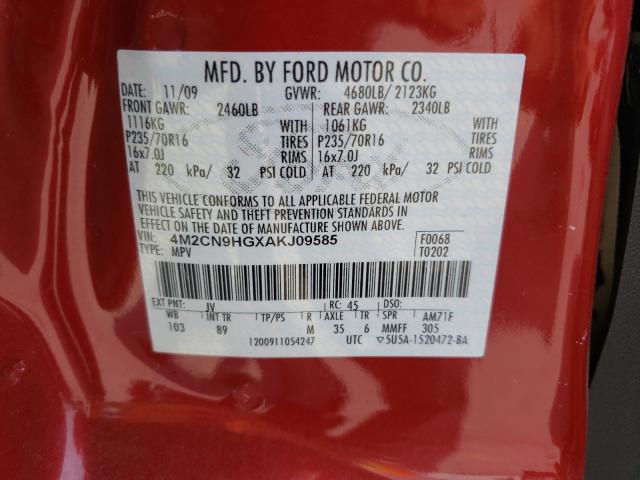 MFD. BY FORD MOTOR CO.
DATE: 11/09 GVWR: 4680LB/ 2123KG
FRONT GAWR: 2460LB REAR GAWR: 2340LB
1116KG WITH 1061KG WITH
P235/70R16 TIRES P235/70R16 TIRES
16x7.0J RIMS 16x7.0J RIMS
AT 220 kPa/ 32 PSI COLD AT 220 kPa/ 32 PSI COLD
THIS VEHICLE CONFORMS TO ALL APPLICABLE FEDERAL MOTOR
VEHICLE SAFETY AND THEFT PREVENTION STANDARDS IN
EFFECT ON THE DATE OF MANUFACTURE SHOWN ABOVE.
VIN: 4M2CN9HGXAKJ09585 F0068
TYPE: MPV T0202
EXT PNT: JV RC: 45 DSO:
WB INT TR TP/PS R AXLE TR SPR AM71F
103 89 M 35 6 MMFF 305
1200911054247 UTC ▽5U5A-1520472-BA